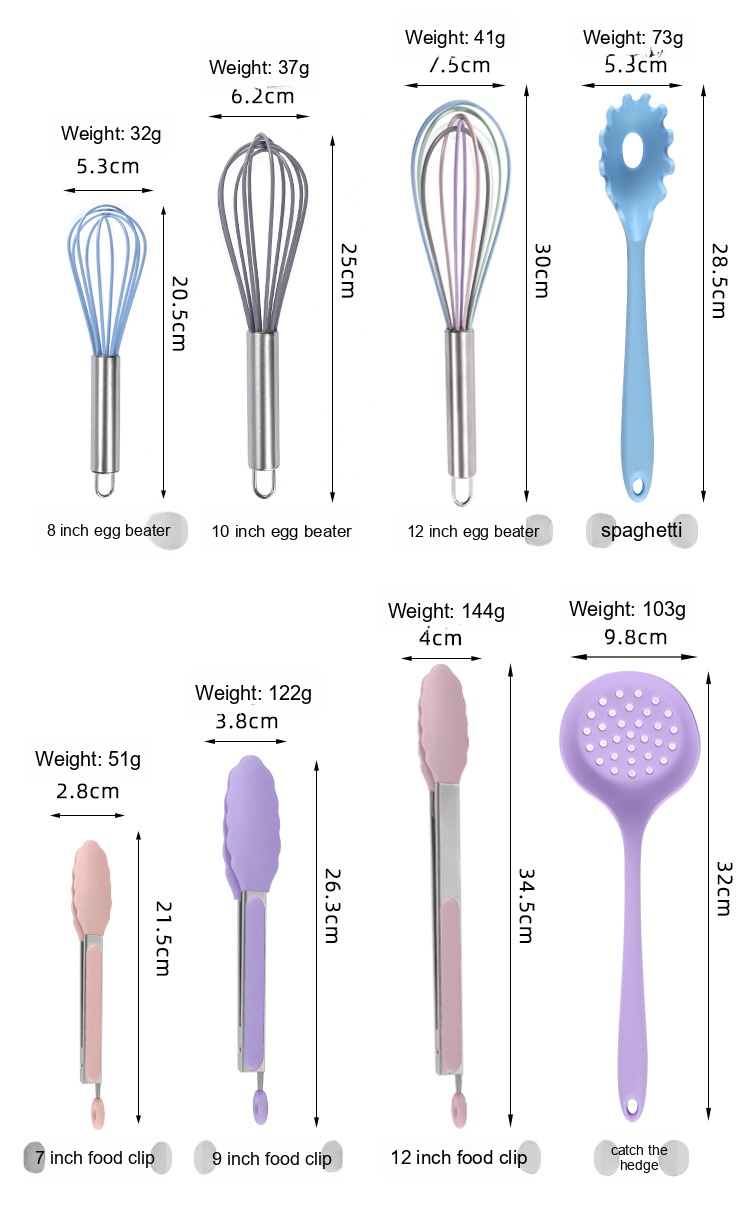 Weight: 41g
7.5cm
Weight: 73g
5.3cm
Weight: 37g
6.2cm
Weight: 32g
5.3cm
20.5cm
25cm
30cm
28.5cm
8 inch egg beater
10 inch egg beater
12 inch egg beater
spaghetti
Weight: 144g
4cm
Weight: 103g
9.8cm
Weight: 122g
3.8cm
Weight: 51g
2.8cm
21.5cm
26.3cm
34.5cm
32cm
7 inch food clip
9 inch food clip
12 inch food clip
catch the
hedge